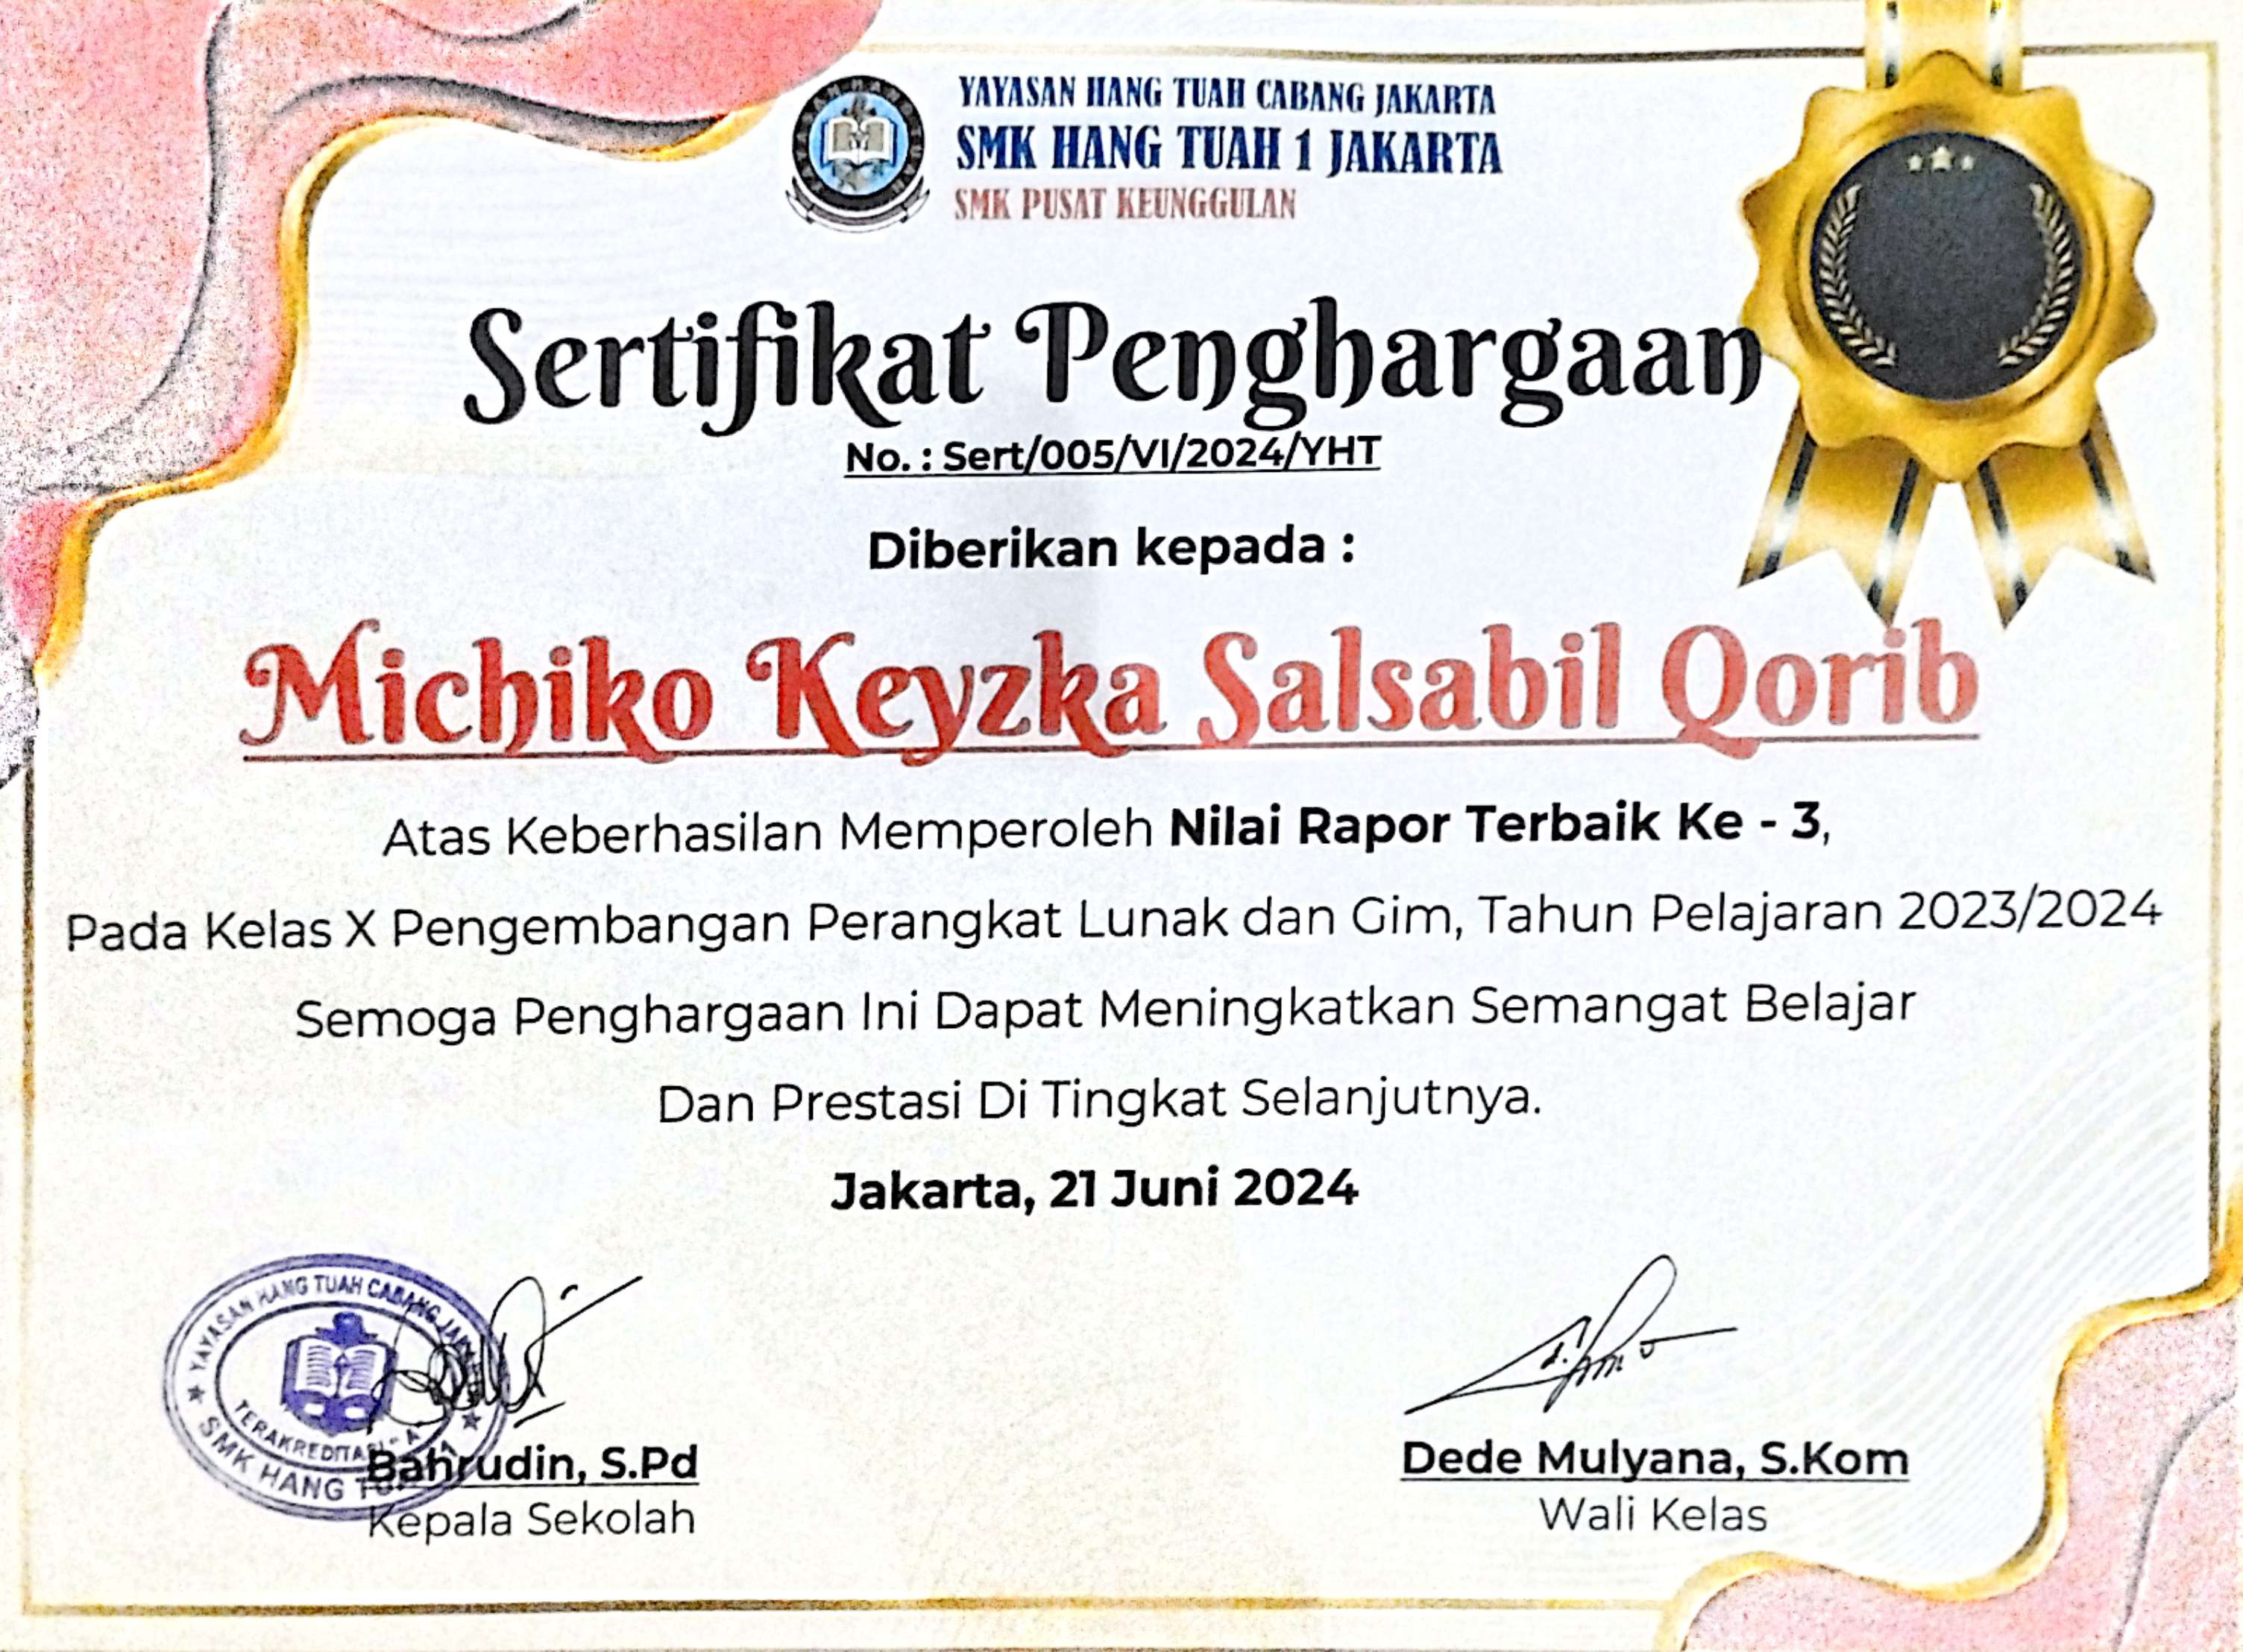 YAYASAN HANG TUAH CABANG JAKARTA
SMK HANG TUAH 1 JAKARTA
SMK PUSAT KEUNGGULAN
Sertifikat Penghargaan
No. : Sert/005/VI/2024/YHT
Diberikan kepada :
Michiko Keyzka Salsabil Qorib
Atas Keberhasilan Memperoleh Nilai Rapor Terbaik Ke - 3,
Pada Kelas X Pengembangan Perangkat Lunak dan Gim, Tahun Pelajaran 2023/2024
Semoga Penghargaan Ini Dapat Meningkatkan Semangat Belajar
Dan Prestasi Di Tingkat Selanjutnya.
Jakarta, 21 Juni 2024
YAYASAN HANG TUAH CABANG
TERAKREDITASI - A
SMK HANG
Bahrudin, S.Pd
Kepala Sekolah
Dede Mulyana, S.Kom
Wali Kelas